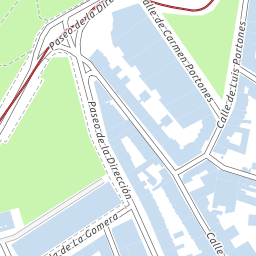 Paseo de la Dire
Calle de Carmen Portones
Calle de Luis Portones
Paseo de la Dirección
de La Gomera
Calle